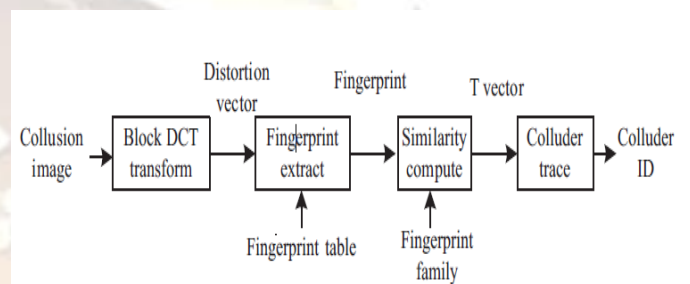 Distortion
vector
Fingerprint
T vector
Collusion
image
Block DCT
transform
Fingerprint
extract
Similarity
compute
Colluder
trace
Colluder
ID
Fingerprint table
Fingerprint
family